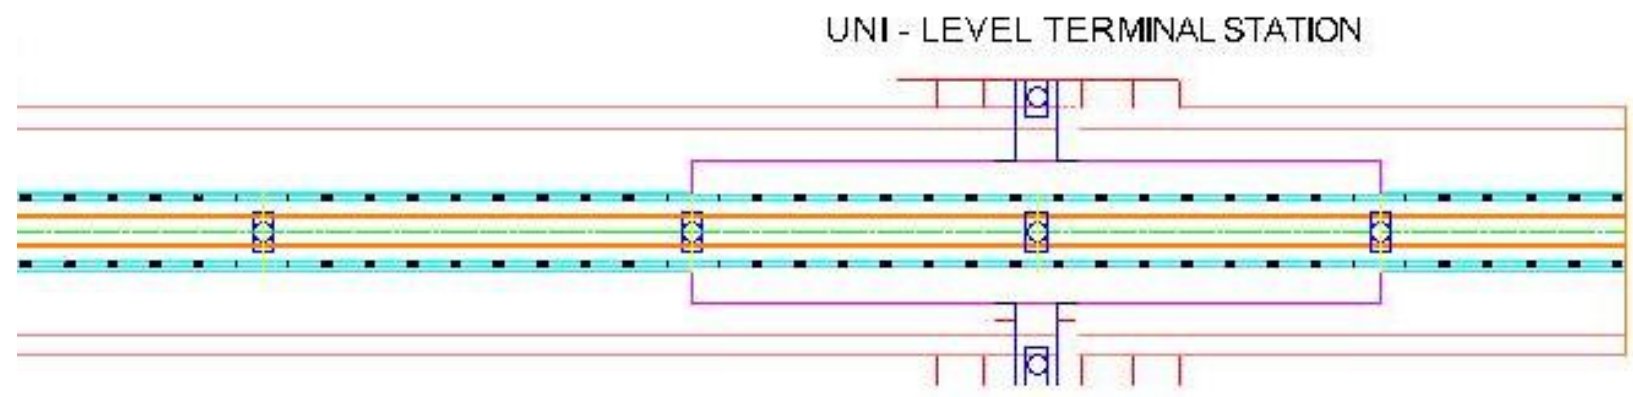 UNI - LEVEL TERMINAL STATION